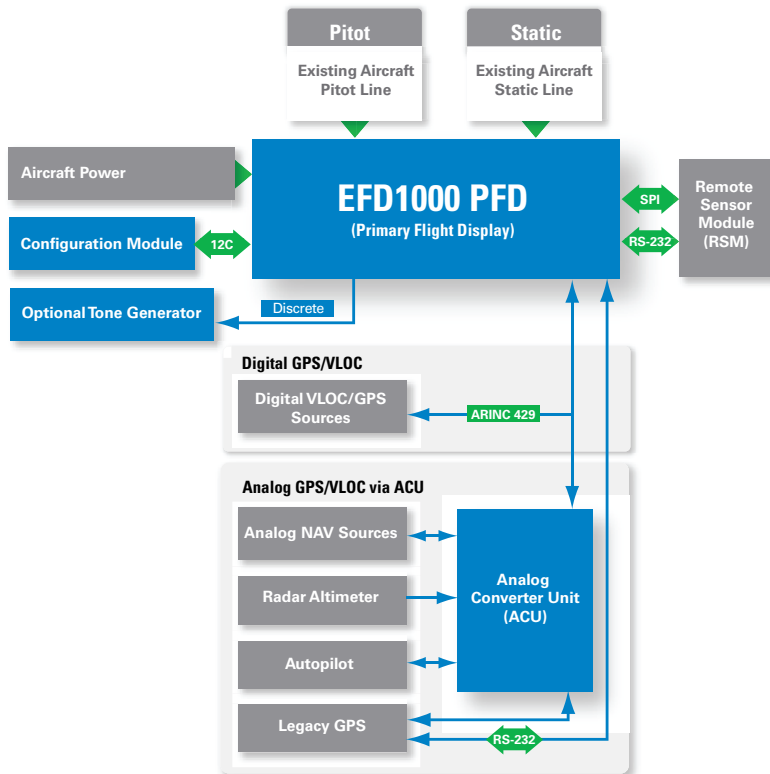 Pitot
Static
Existing Aircraft
Pitot Line
Existing Aircraft
Static Line
Aircraft Power
EFD1000 PFD
(Primary Flight Display)
SPI
RS-232
Remote
Sensor
Module
(RSM)
Configuration Module
12C
Optional Tone Generator
Discrete
Digital GPS/VLOC
Digital VLOC/GPS
Sources
ARINC 429
Analog GPS/VLOC via ACU
Analog NAV Sources
Radar Altimeter
Autopilot
Legacy GPS
Analog
Converter Unit
(ACU)
RS-232